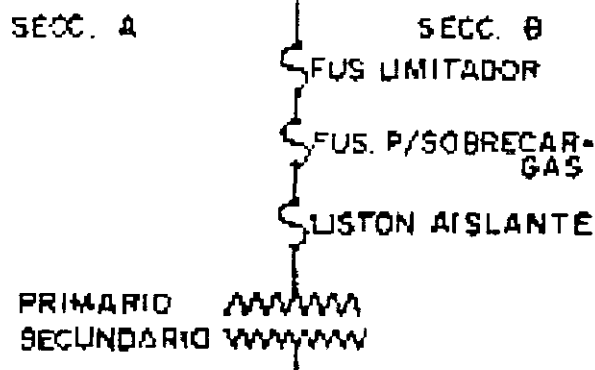 SECC. A
SECC. B
FUS LIMITADOR
FUS. P/SOBRECAR-
GAS
LISTON AISLANTE
PRIMARIO
SECUNDARIO